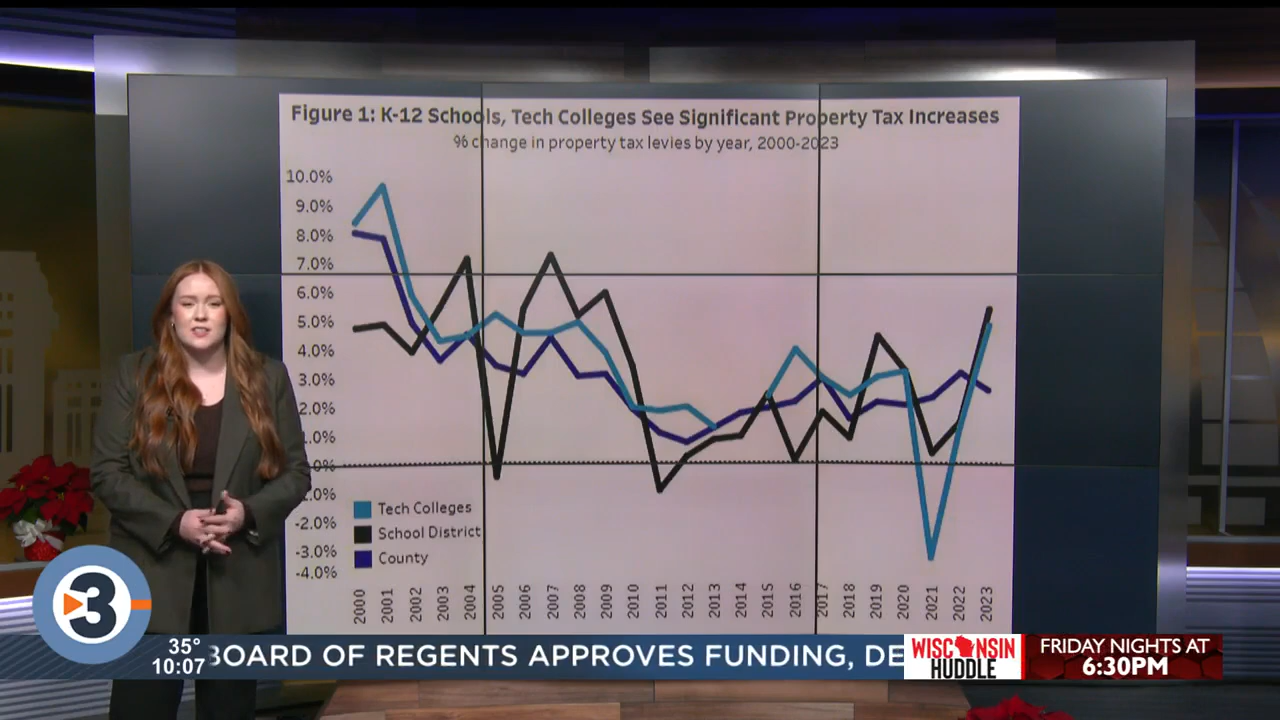 Figure 1: K-12 Schools, Tech Colleges See Significant Property Tax Increases
% change in property tax levies by year, 2000-2023
10.0%
9.0%
8.0%
7.0%
6.0%
5.0%
4.0%
3.0%
2.0%
1.0%
0%
.0%
-2.0%
-3.0%
-4.0%
Tech Colleges
School District
County
2000 2001 2002 2003 2004 2005 2006 2007 2008 2009 2010 2011 2012 2013 2014 2015 2016 2017 2018 2019 2020 2021 2022 2023
3
35°
10:07
BOARD OF REGENTS APPROVES FUNDING, DE
WISCONSIN
HUDDLE
FRIDAY NIGHTS AT
6:30PM